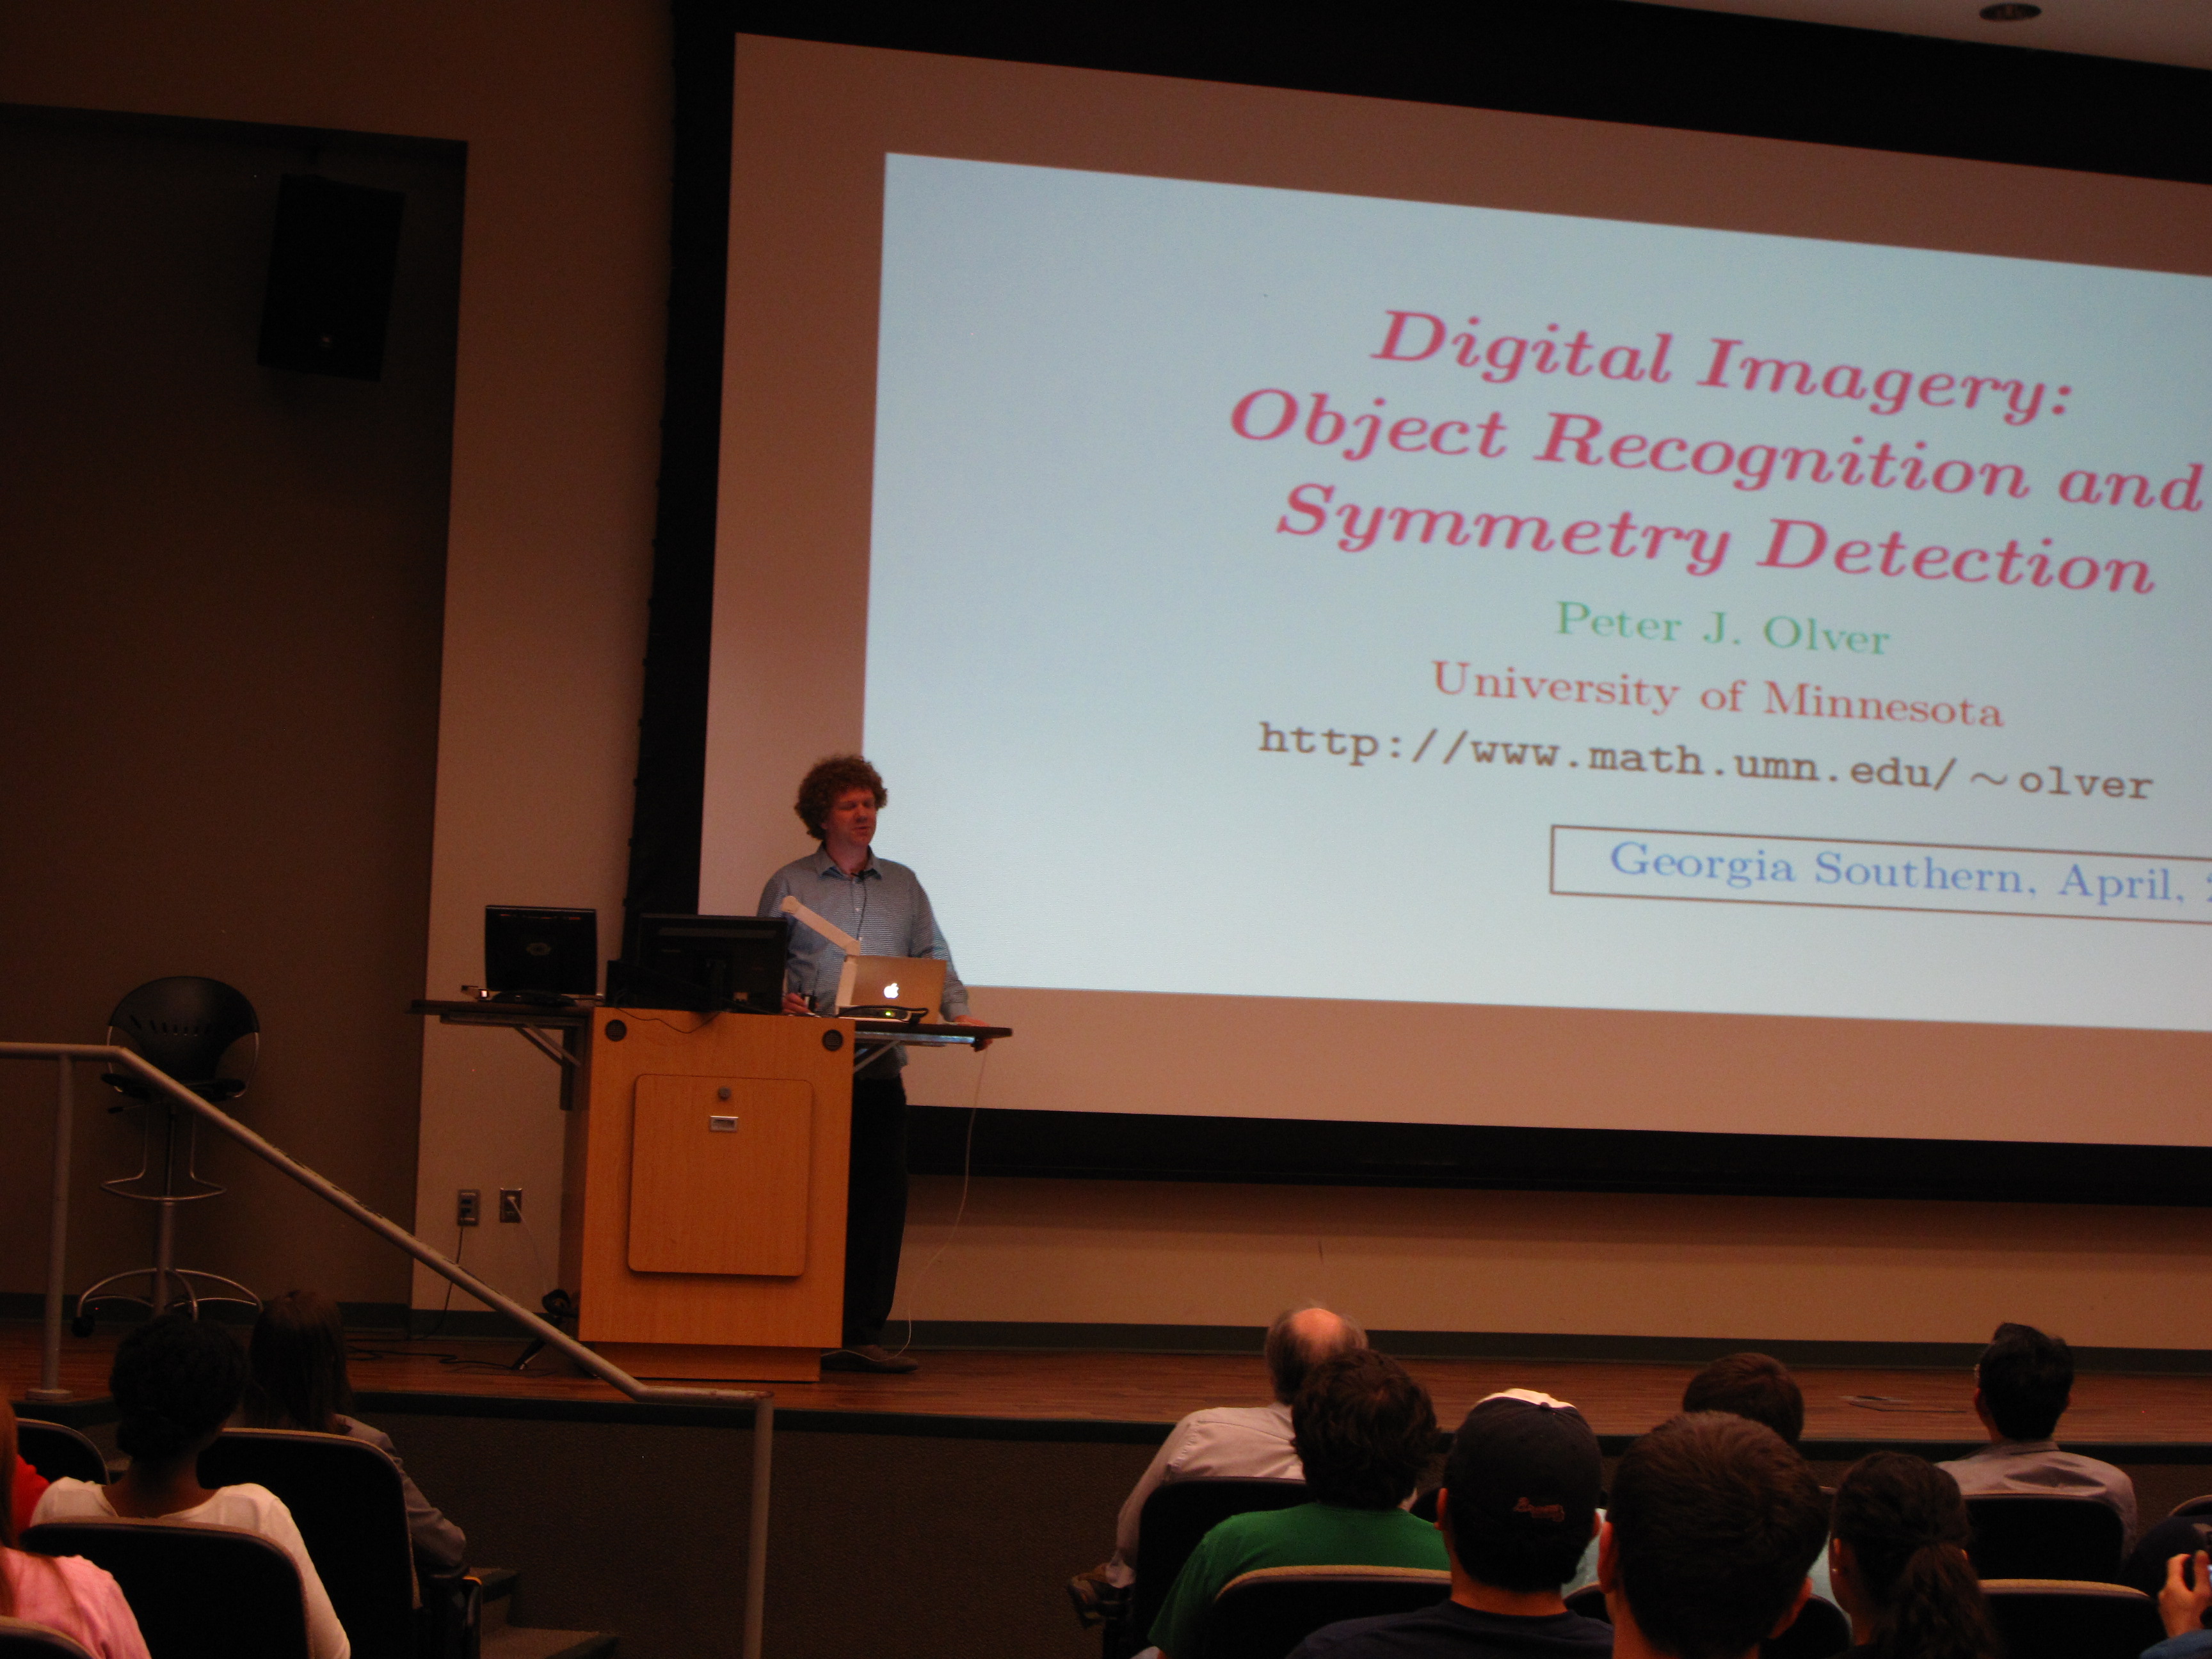 Digital Imagery:
Object Recognition and
Symmetry Detection
Peter J. Olver
University of Minnesota
http://www.math.umn.edu/~olver
Georgia Southern, April,